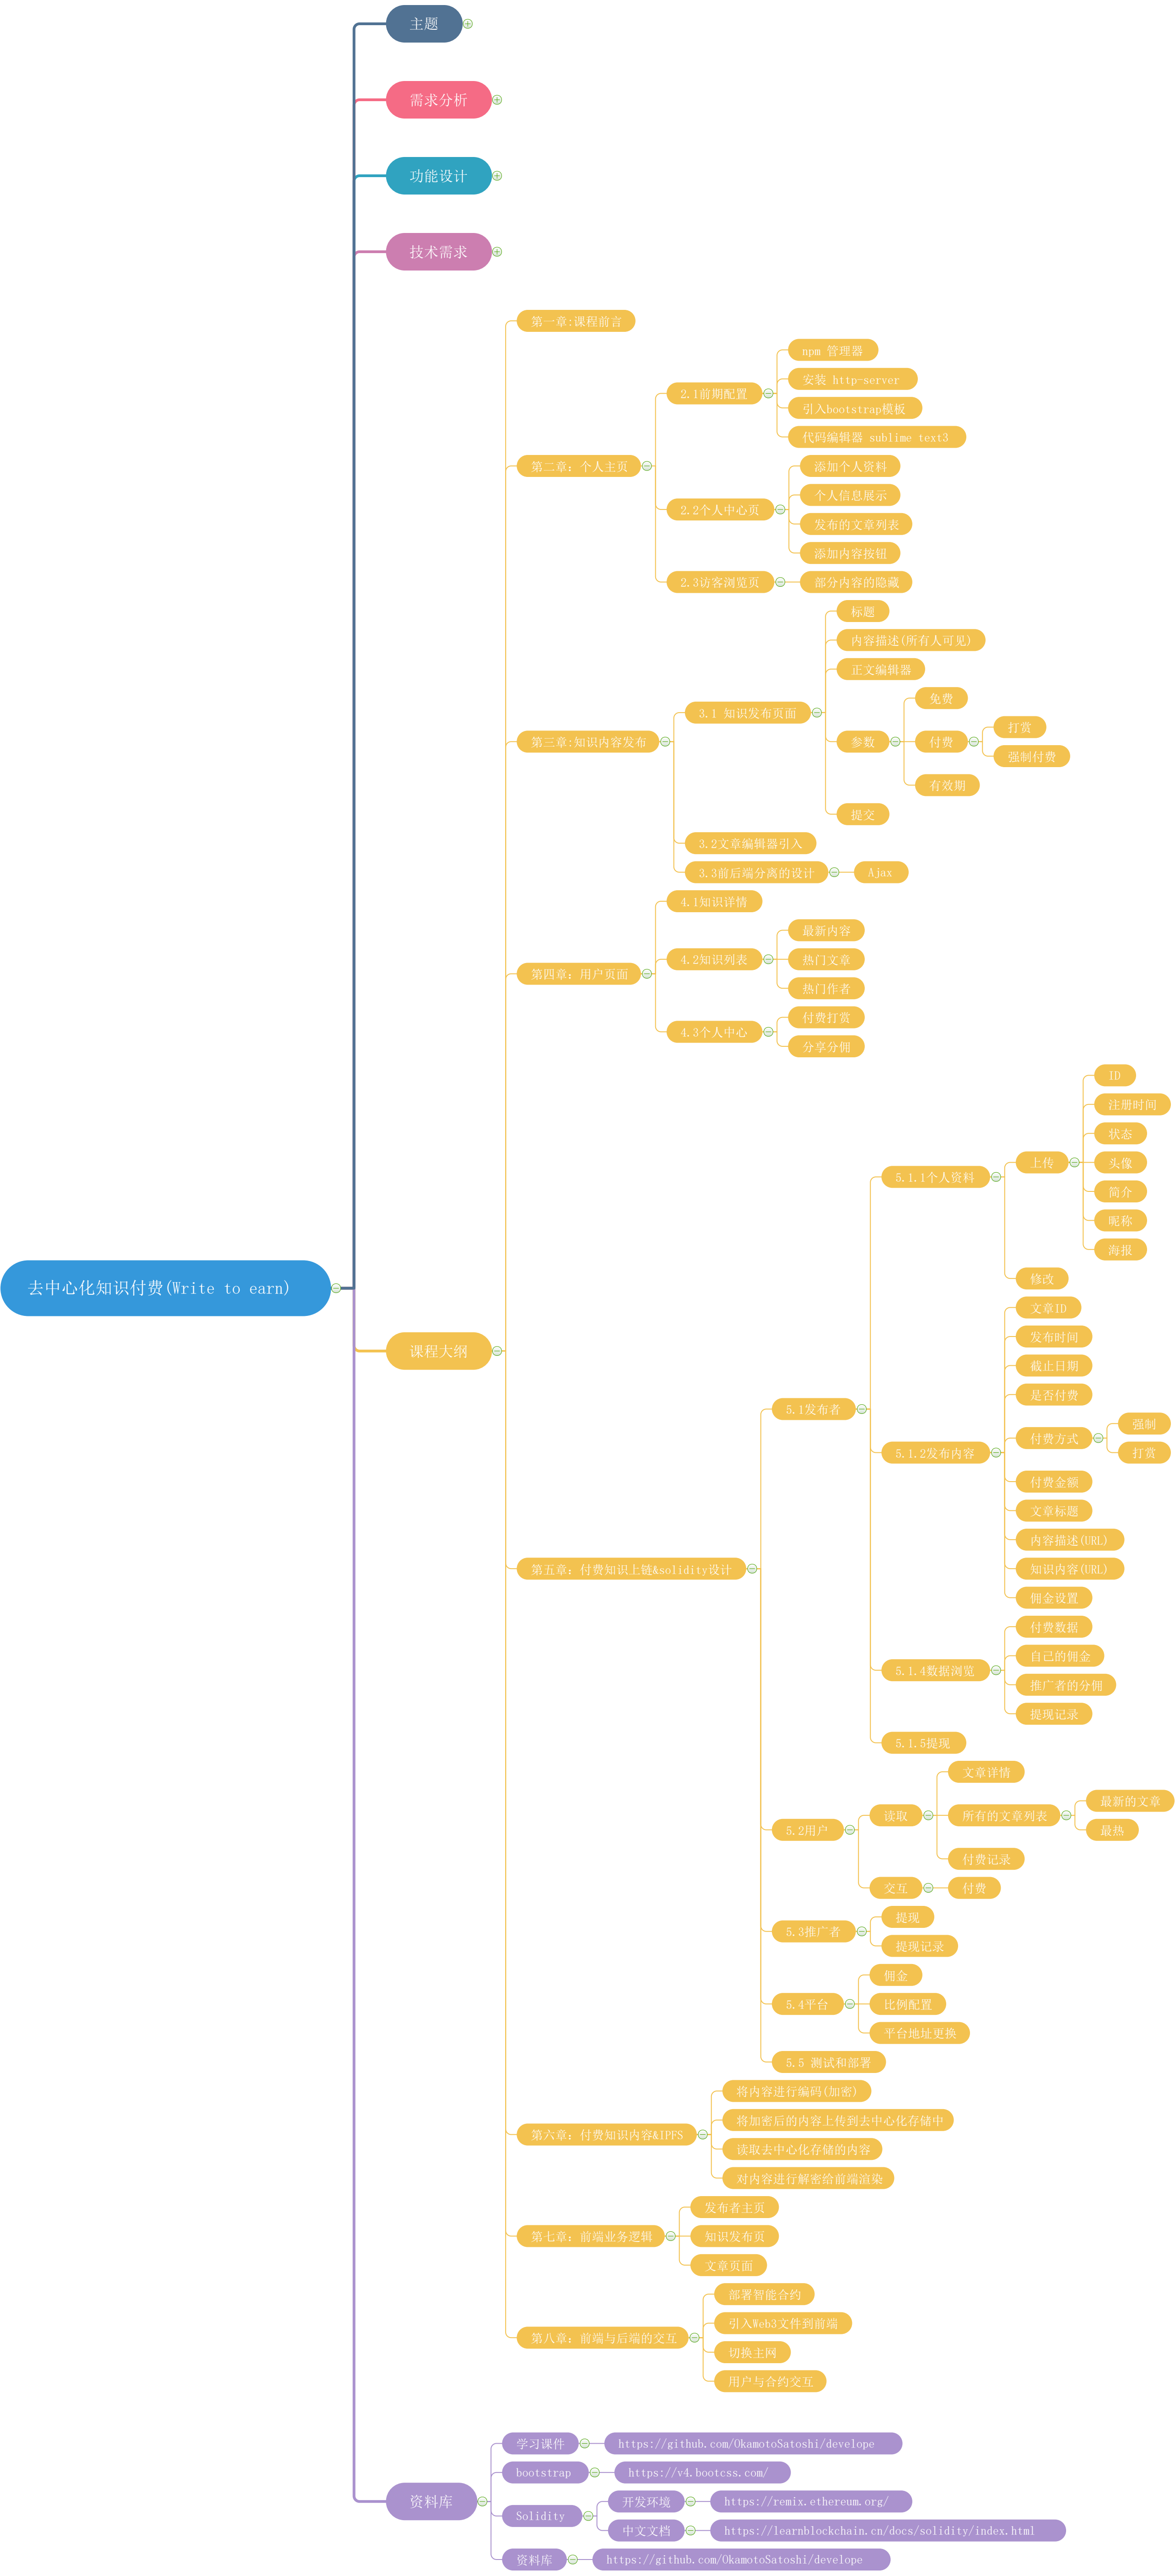 主题
需求分析
功能设计
技术需求
去中心化知识付费(Write to earn)
课程大纲
第一章:课程前言
第二章: 个人主页
2.1前期配置
npm 管理器
安装 http-server
引入bootstrap模板
代码编辑器 sublime text3
2.2个人中心页
添加个人资料
个人信息展示
发布的文章列表
添加内容按钮
2.3访客浏览页
部分内容的隐藏
第三章:知识内容发布
3.1 知识发布页面
标题
内容描述(所有人可见)
正文编辑器
参数
免费
付费
打赏
强制付费
有效期
提交
3.2文章编辑器引入
3.3前后端分离的设计
Ajax
第四章: 用户页面
4.1知识详情
4.2知识列表
最新内容
热门文章
热门作者
4.3个人中心
付费打赏
分享分佣
第五章: 付费知识上链&solidity设计
5.1发布者
5.1.1个人资料
上传
ID
注册时间
状态
头像
简介
昵称
海报
修改
5.1.2发布内容
文章ID
发布时间
截止日期
是否付费
付费方式
强制
打赏
付费金额
文章标题
内容描述(URL)
知识内容(URL)
佣金设置
5.1.4数据浏览
付费数据
自己的佣金
推广者的分佣
提现记录
5.1.5提现
5.2用户
读取
文章详情
所有的文章列表
最新的文章
最热
付费记录
交互
付费
5.3推广者
提现
提现记录
5.4平台
佣金
比例配置
平台地址更换
5.5 测试和部署
第六章: 付费知识内容&IPFS
将内容进行编码(加密)
将加密后的内容上传到去中心化存储中
读取去中心化存储的内容
对内容进行解密给前端渲染
第七章: 前端业务逻辑
发布者主页
知识发布页
文章页面
第八章: 前端与后端的交互
部署智能合约
引入Web3文件到前端
切换主网
用户与合约交互
资料库
学习课件
https://github.com/OkamotoSatoshi/develope
bootstrap
https://v4.bootcss.com/
Solidity
开发环境
https://remix.ethereum.org/
中文文档
https://learnblockchain.cn/docs/solidity/index.html
资料库
https://github.com/OkamotoSatoshi/develope